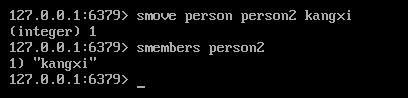 127.0.0.1:6379> smove person person2 kangxi
(integer) 1
127.0.0.1:6379> smembers person2
1) "kangxi"
127.0.0.1:6379> _